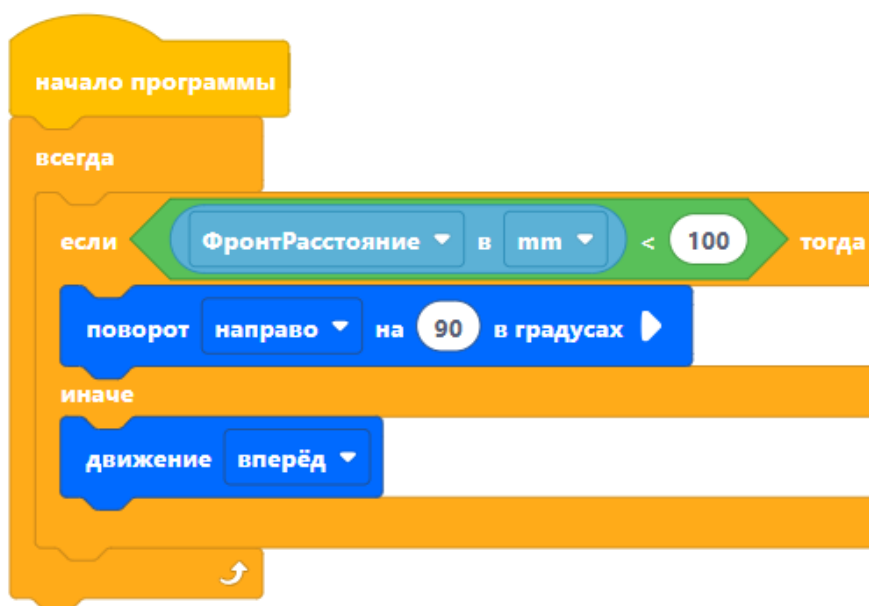 начало программы
всегда
если ФронтРасстояние в mm < 100 тогда
поворот направо на 90 в градусах
иначе
движение вперёд